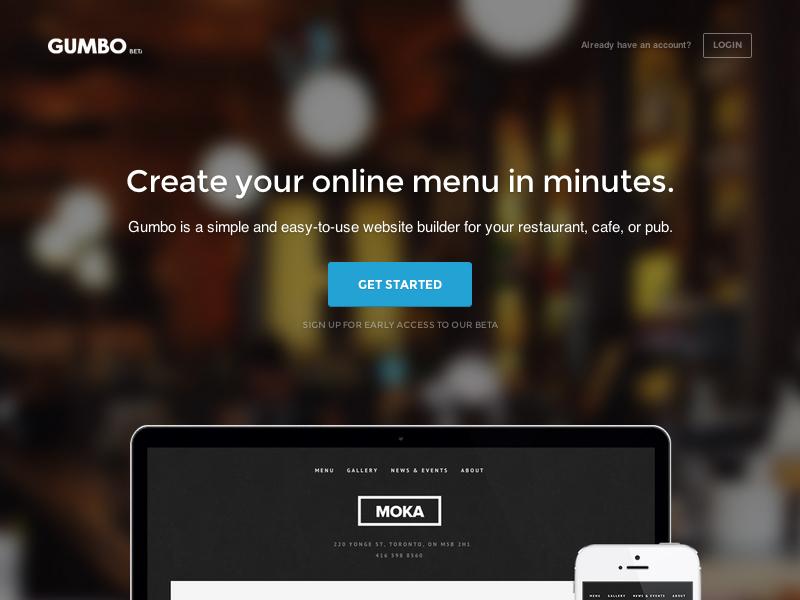 GUMBO BETA
Already have an account? LOGIN
Create your online menu in minutes.
Gumbo is a simple and easy-to-use website builder for your restaurant, cafe, or pub.
GET STARTED
SIGN UP FOR EARLY ACCESS TO OUR BETA
MENU GALLERY NEWS & EVENTS ABOUT
MOKA
220 YONGE ST, TORONTO, ON M5B 2H1
416 598 8560
MENU GALLERY NEWS & EVENTS ABOUT